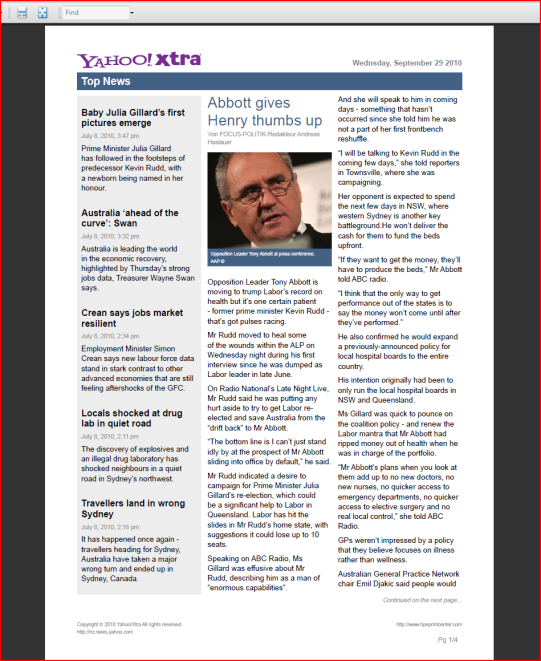 Find
YAHOO! Xtra
Wednsday, September 29 2010
Top News
Baby Julia Gillard's first
pictures emerge
July 8, 2010, 3:47 pm
Prime Minister Julia Gillard
has followed in the footsteps of
predecessor Kevin Rudd, with
a newborn being named in her
honour.
Australia 'ahead of the
curve': Swan
July 8, 2010, 3:32 pm
Australia is leading the world
in the economic recovery,
highlighted by Thursday's strong
jobs data, Treasurer Wayne Swan
says.
Crean says jobs market
resilient
July 8, 2010, 2:34 pm
Employment Minister Simon
Crean says new labour force data
stand in stark contrast to other
advanced economies that are still
feeling aftershocks of the GFC.
Locals shocked at drug
lab in quiet road
July 8, 2010, 2:11 pm
The discovery of explosives and
an illegal drug laboratory has
shocked neighbours in a quiet
road in Sydney's northwest.
Travellers land in wrong
Sydney
July 8, 2010, 2:16 pm
It has happened once again -
travellers heading for Sydney,
Australia have taken a major
wrong turn and ended up in
Sydney, Canada.
Abbott gives
Henry thumbs up
Von FOCUS-POLITIK-Redakteur Andreas
Haslauer
Opposition Leader Tony Abbott at press conference.
AAP ©
Opposition Leader Tony Abbott is
moving to trump Labor's record on
health but it's one certain patient
- former prime minister Kevin Rudd -
that's got pulses racing.
Mr Rudd moved to heal some
of the wounds within the ALP on
Wednesday night during his first
interview since he was dumped as
Labor leader in late June.
On Radio National's Late Night Live,
Mr Rudd said he was putting any
hurt aside to try to get Labor re-
elected and save Australia from the
"drift back" to Mr Abbott.
"The bottom line is I can't just stand
idly by at the prospect of Mr Abbott
sliding into office by default," he said.
Mr Rudd indicated a desire to
campaign for Prime Minister Julia
Gillard's re-election, which could
be a significant help to Labor in
Queensland. Labor has hit the
slides in Mr Rudd's home state, with
suggestions it could lose up to 10
seats.
Speaking on ABC Radio, Ms
Gillard was effusive about Mr
Rudd, describing him as a man of
"enormous capabilities".
And she will speak to him in coming
days - something that hasn't
occurred since she told him he was
not a part of her first frontbench
reshuffle.
"I will be talking to Kevin Rudd in the
coming few days," she told reporters
in Townsville, where she was
campaigning.
Her opponent is expected to spend
the next few days in NSW, where
western Sydney is another key
battleground.He won't deliver the
cash for them to fund the beds
upfront.
"If they want to get the money, they'll
have to produce the beds," Mr Abbott
told ABC radio.
"I think that the only way to get
performance out of the states is to
say the money won't come until after
they've performed."
He also confirmed he would expand
a previously-announced policy for
local hospital boards to the entire
country.
His intention originally had been to
only run the local hospital boards in
NSW and Queensland.
Ms Gillard was quick to pounce on
the coalition policy - and renew the
Labor mantra that Mr Abbott had
ripped money out of health when he
was in charge of the portfolio.
"Mr Abbott's plans when you look at
them add up to no new doctors, no
new nurses, no quicker access to
emergency departments, no quicker
access to elective surgery and no
real local control," she told ABC
Radio.
GPs weren't impressed by a policy
that they believe focuses on illness
rather than wellness.
Australian General Practice Network
chair Emil Djakic said people would
Continued on the next page...
Copyright © 2010 Yahoo!Xtra All rights reserved.
http://nz.news.yahoo.com
http://www.hpeprintcenter.com
Pg 1/4